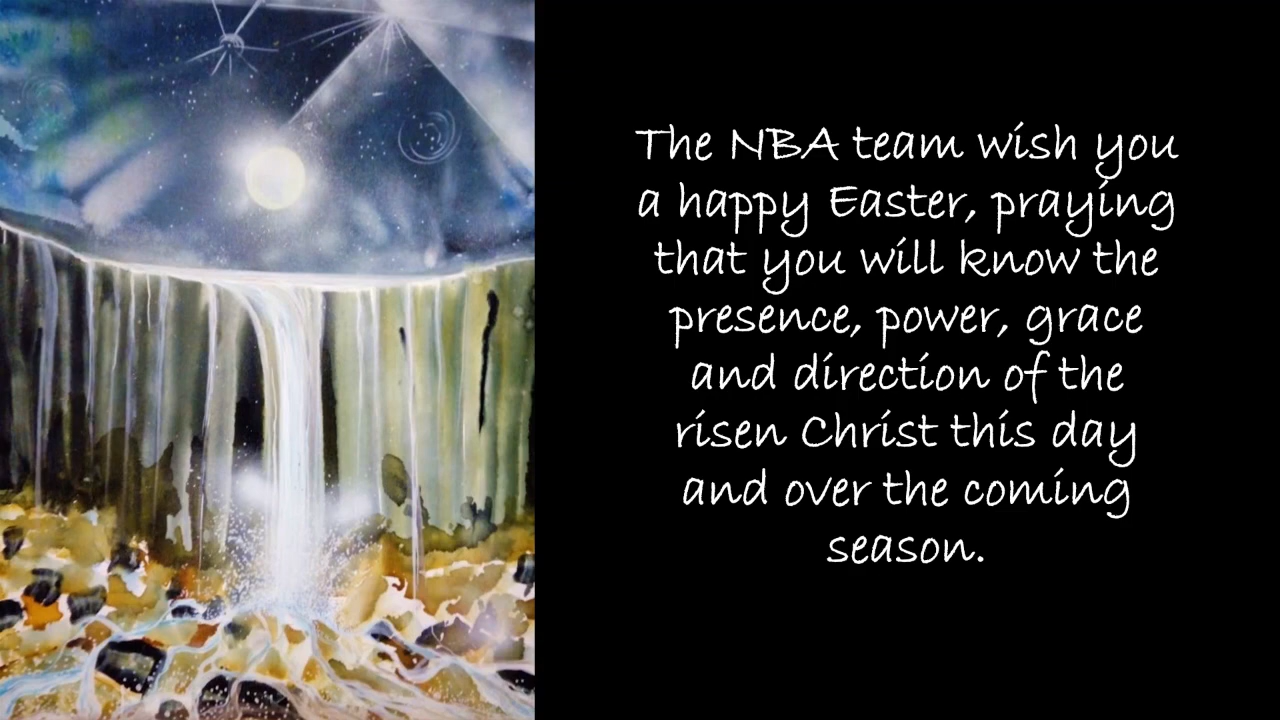 The NBA team wish you
a happy Easter, praying
that you will know the
presence, power, grace
and direction of the
risen Christ this day
and over the coming
season.